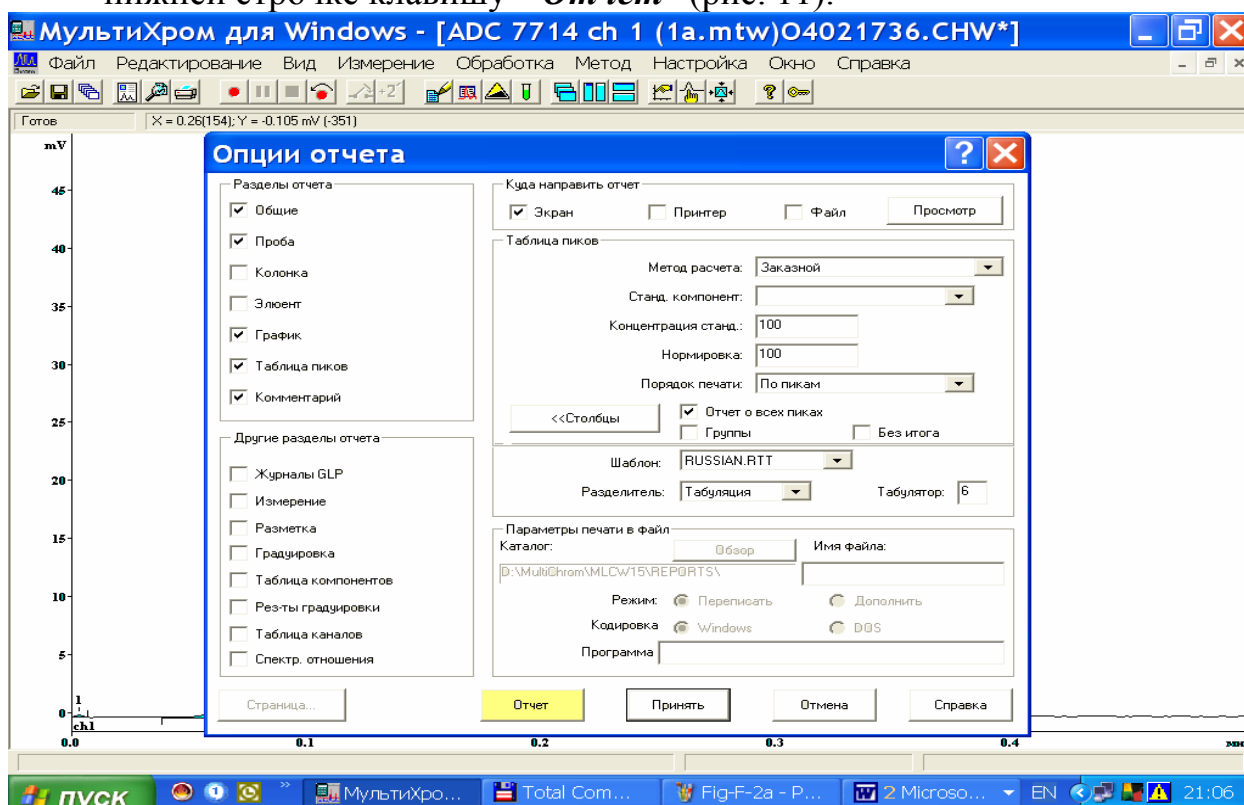 нижней строчке клавишу "Отчет" (рис. 11).
МультиХром для Windows - [ADC 7714 ch 1 (1a.mtw)O4021736.CHW*]
Файл Редактирование Вид Измерение Обработка Метод Настройка Окно Справка
Готов X = 0.26(154); Y = -0.105 mV (-351)
mV
45
40
35
30
25
20
15
10
5
0
1
ch1
0.0 0.1 0.2 0.3 0.4
Опции отчета
Разделы отчета
Общие
Проба
Колонка
Элюент
График
Таблица пиков
Комментарий
Другие разделы отчета
Журналы GLP
Измерение
Разметка
Градуировка
Таблица компонентов
Рез-ты градуировки
Таблица каналов
Спектр. отношения
Куда направить отчет
Экран Принтер Файл Просмотр
Таблица пиков
Метод расчета: Заказной
Станд. компонент:
Концентрация станд.: 100
Нормировка: 100
Порядок печати: По пикам
<<Столбцы Отчет о всех пиках
Группы Без итога
Шаблон: RUSSIAN.RTT
Разделитель: Табуляция Табулятор: 6
Параметры печати в файл
Каталог: Обзор Имя файла:
D:\MultiChrom\MLCW15\REPORTS\
Режим: Переписать Дополнить
Кодировка Windows DOS
Программа
Страница... Отчет Принять Отмена Справка
пуск МультиХро... Total Com... Fig-F-2a - P... 2 Microso... EN 21:06